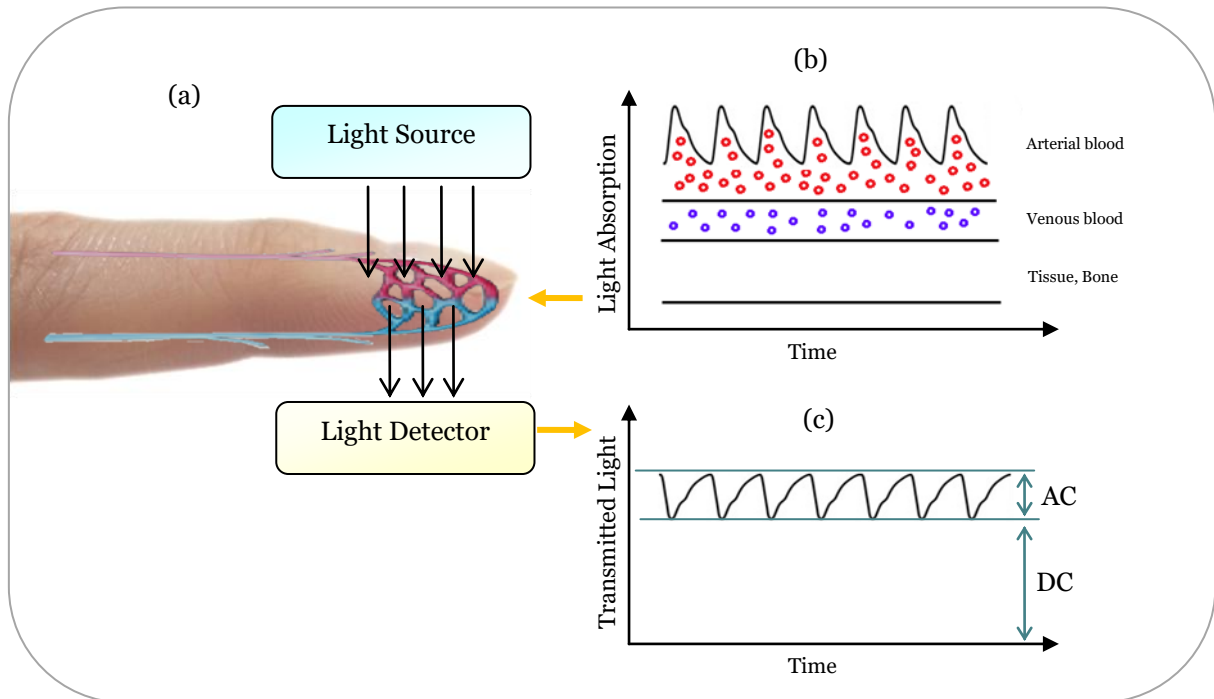 (a)
Light Source
Light Detector
(b)
Light Absorption
Arterial blood
Venous blood
Tissue, Bone
Time
(c)
Transmitted Light
AC
DC
Time